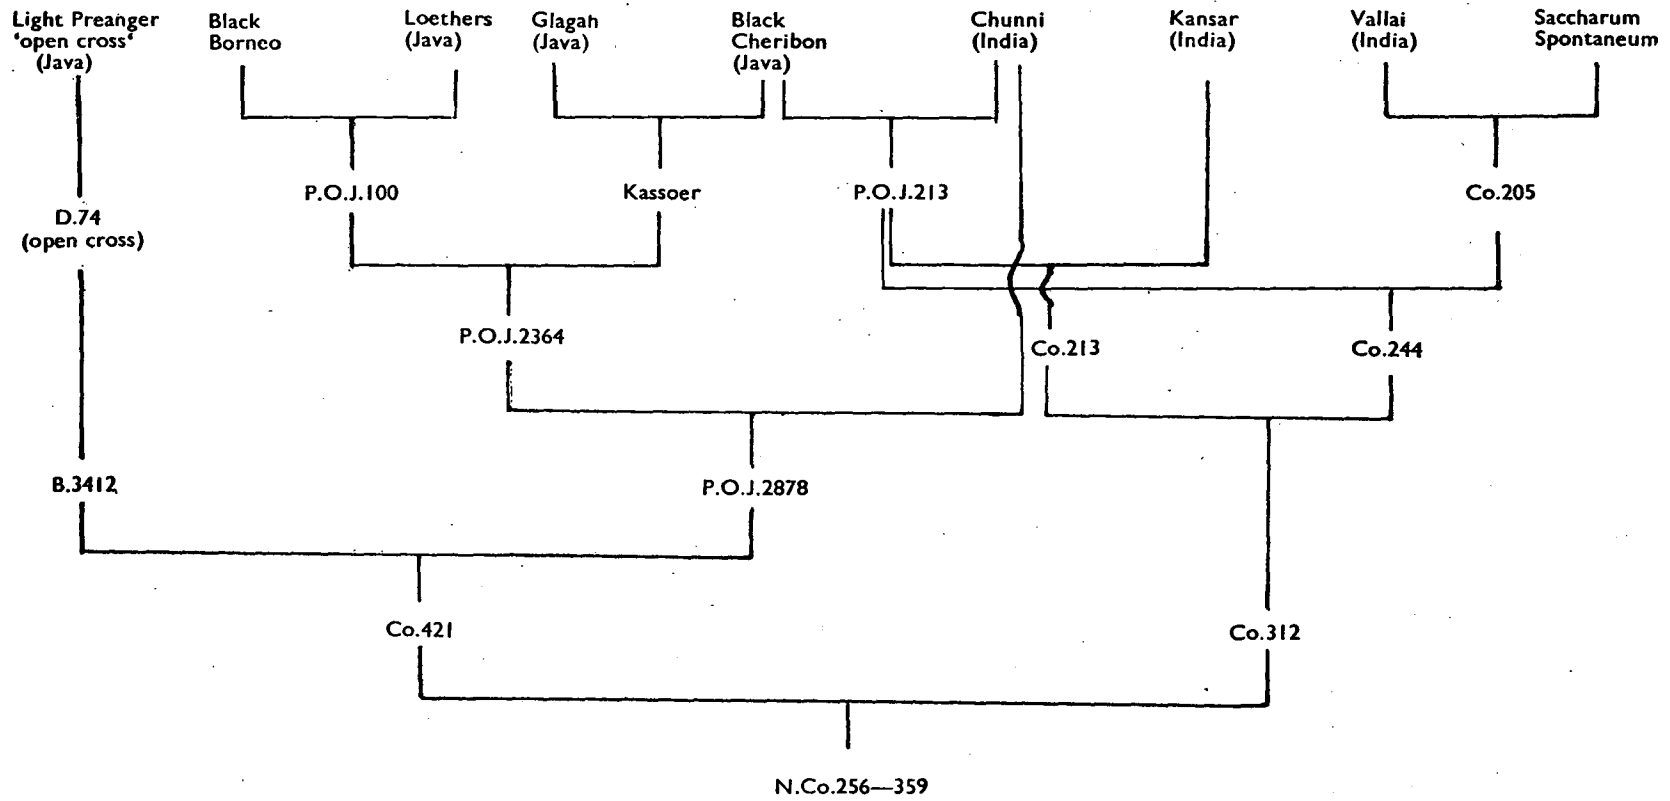 Light Preanger
'open cross'
(Java)
Black
Borneo
Loethers
(Java)
Glagah
(Java)
Black
Cheribon
(Java)
Chunni
(India)
Kansar
(India)
Vallai
(India)
Saccharum
Spontaneum
P.O.J.100
Kassoer
P.O.J.213
Co.205
D.74
(open cross)
P.O.J.2364
Co.213
Co.244
B.3412
P.O.J.2878
Co.421
Co.312
N.Co.256—359